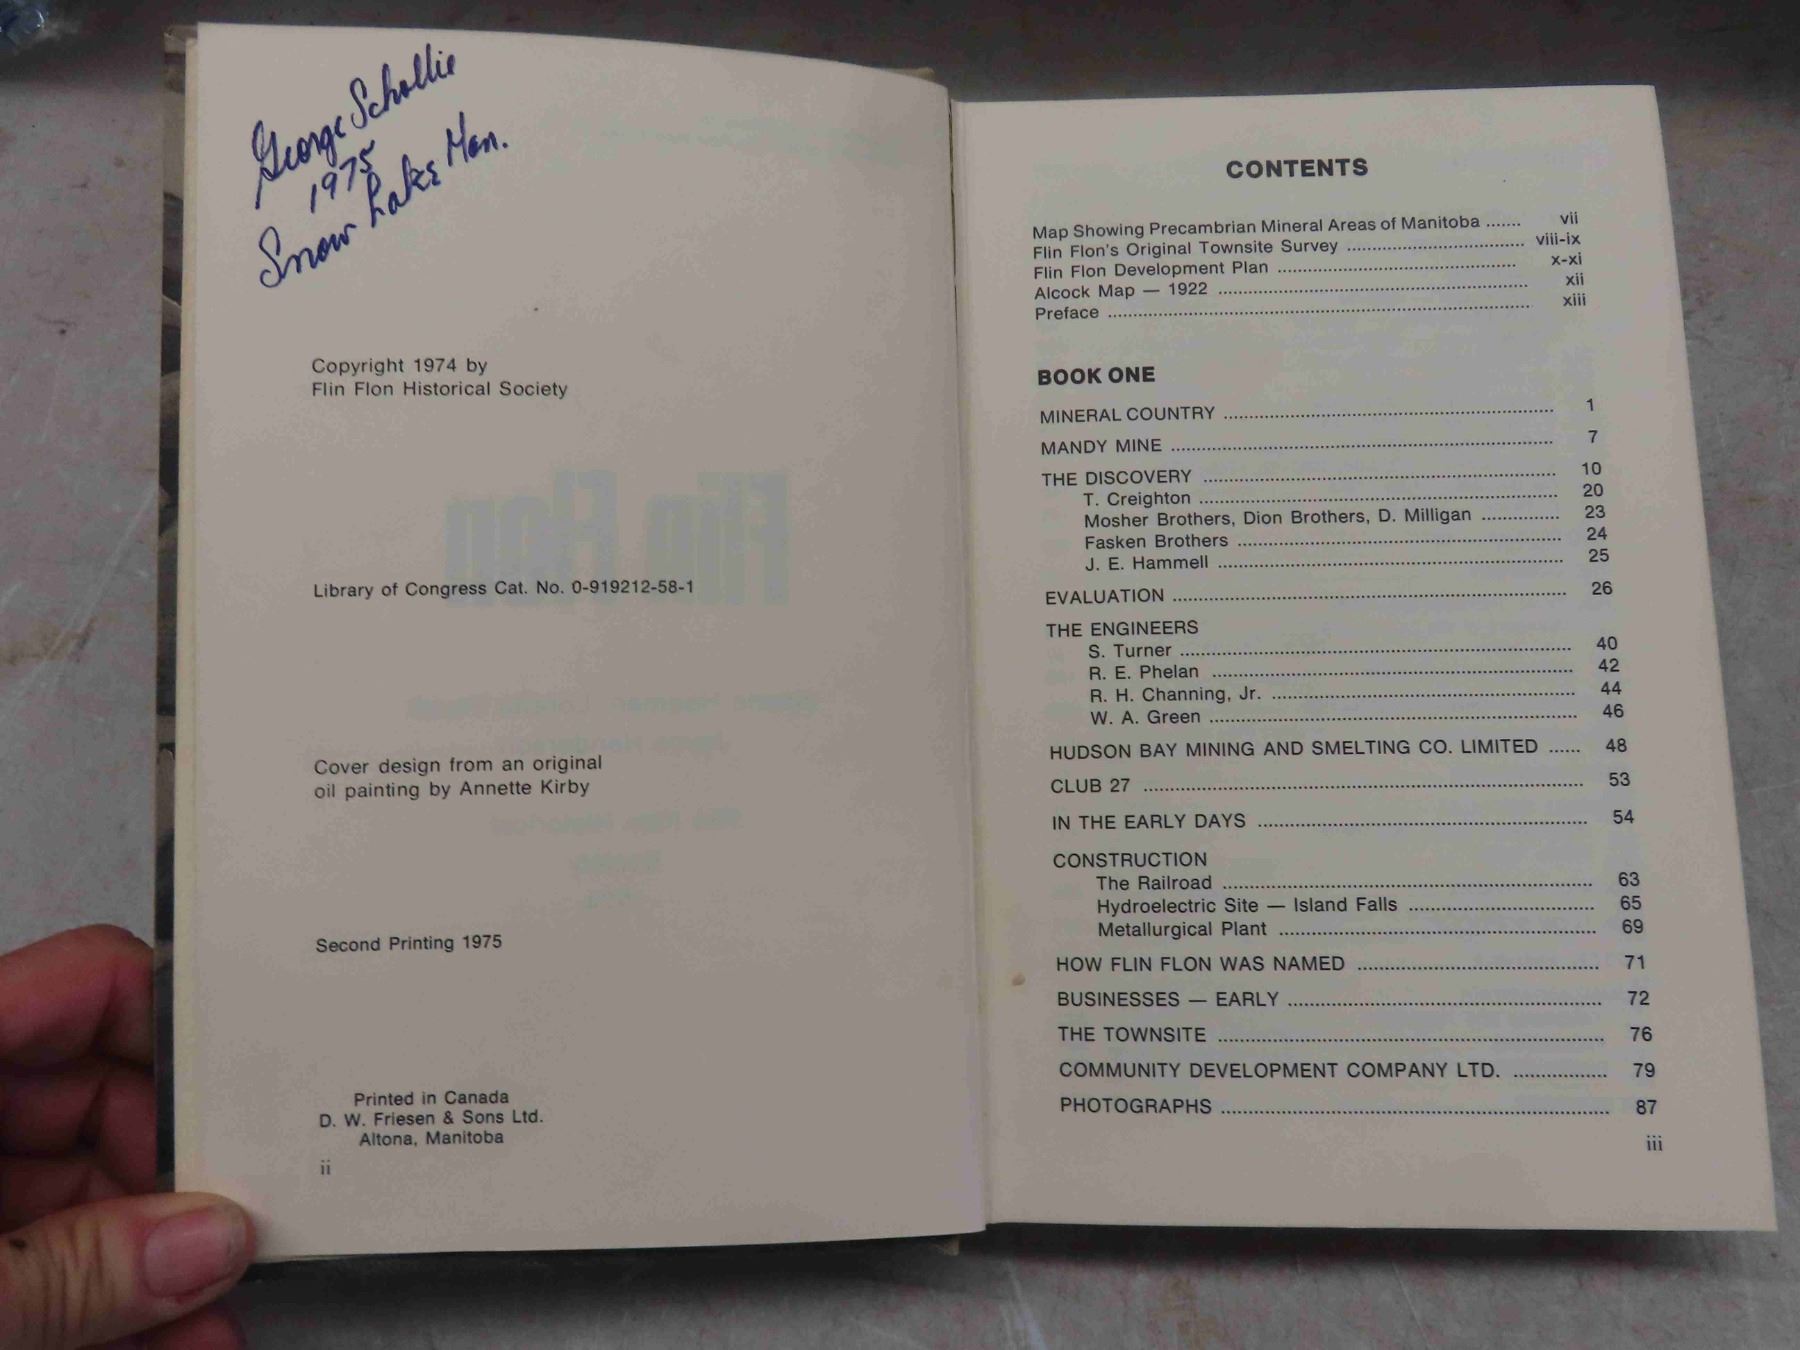 George Schollie
1975
Snow Lake Man.
Copyright 1974 by
Flin Flon Historical Society
Library of Congress Cat. No. 0-919212-58-1
Cover design from an original
oil painting by Annette Kirby
Second Printing 1975
Printed in Canada
D. W. Friesen & Sons Ltd.
Altona, Manitoba
ii
CONTENTS
Map Showing Precambrian Mineral Areas of Manitoba ...... vii
Flin Flon's Original Townsite Survey ...... viii-ix
Flin Flon Development Plan ...... x-xi
Alcock Map — 1922 ...... xii
Preface ...... xiii
BOOK ONE
MINERAL COUNTRY ...... 1
MANDY MINE ...... 7
THE DISCOVERY ...... 10
T. Creighton ...... 20
Mosher Brothers, Dion Brothers, D. Milligan ...... 23
Fasken Brothers ...... 24
J. E. Hammell ...... 25
EVALUATION ...... 26
THE ENGINEERS
S. Turner ...... 40
R. E. Phelan ...... 42
R. H. Channing, Jr. ...... 44
W. A. Green ...... 46
HUDSON BAY MINING AND SMELTING CO. LIMITED ...... 48
CLUB 27 ...... 53
IN THE EARLY DAYS ...... 54
CONSTRUCTION
The Railroad ...... 63
Hydroelectric Site — Island Falls ...... 65
Metallurgical Plant ...... 69
HOW FLIN FLON WAS NAMED ...... 71
BUSINESSES — EARLY ...... 72
THE TOWNSITE ...... 76
COMMUNITY DEVELOPMENT COMPANY LTD. ...... 79
PHOTOGRAPHS ...... 87
iii